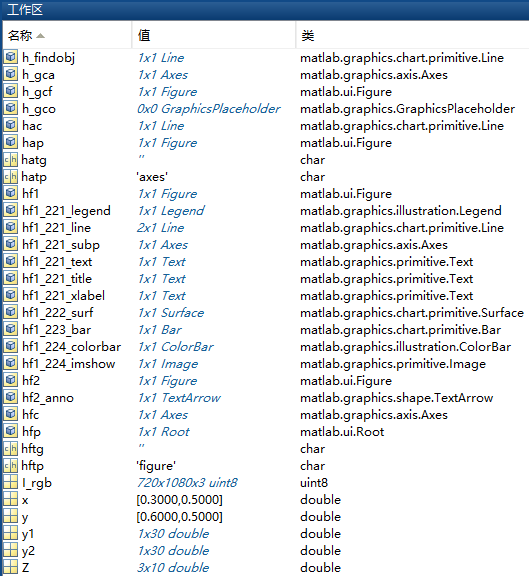 工作区
名称 值 类
h_findobj 1x1 Line matlab.graphics.chart.primitive.Line
h_gca 1x1 Axes matlab.graphics.axis.Axes
h_gcf 1x1 Figure matlab.ui.Figure
h_gco 0x0 GraphicsPlaceholder matlab.graphics.GraphicsPlaceholder
hac 1x1 Line matlab.graphics.chart.primitive.Line
hap 1x1 Figure matlab.ui.Figure
hatg '' char
hatp 'axes' char
hf1 1x1 Figure matlab.ui.Figure
hf1_221_legend 1x1 Legend matlab.graphics.illustration.Legend
hf1_221_line 2x1 Line matlab.graphics.chart.primitive.Line
hf1_221_subp 1x1 Axes matlab.graphics.axis.Axes
hf1_221_text 1x1 Text matlab.graphics.primitive.Text
hf1_221_title 1x1 Text matlab.graphics.primitive.Text
hf1_221_xlabel 1x1 Text matlab.graphics.primitive.Text
hf1_222_surf 1x1 Surface matlab.graphics.chart.primitive.Surface
hf1_223_bar 1x1 Bar matlab.graphics.chart.primitive.Bar
hf1_224_colorbar 1x1 ColorBar matlab.graphics.illustration.ColorBar
hf1_224_imshow 1x1 Image matlab.graphics.primitive.Image
hf2 1x1 Figure matlab.ui.Figure
hf2_anno 1x1 TextArrow matlab.graphics.shape.TextArrow
hfc 1x1 Axes matlab.graphics.axis.Axes
hfp 1x1 Root matlab.ui.Root
hftg '' char
hftp 'figure' char
I_rgb 720x1080x3 uint8 uint8
x [0.3000,0.5000] double
y [0.6000,0.5000] double
y1 1x30 double double
y2 1x30 double double
Z 3x10 double double